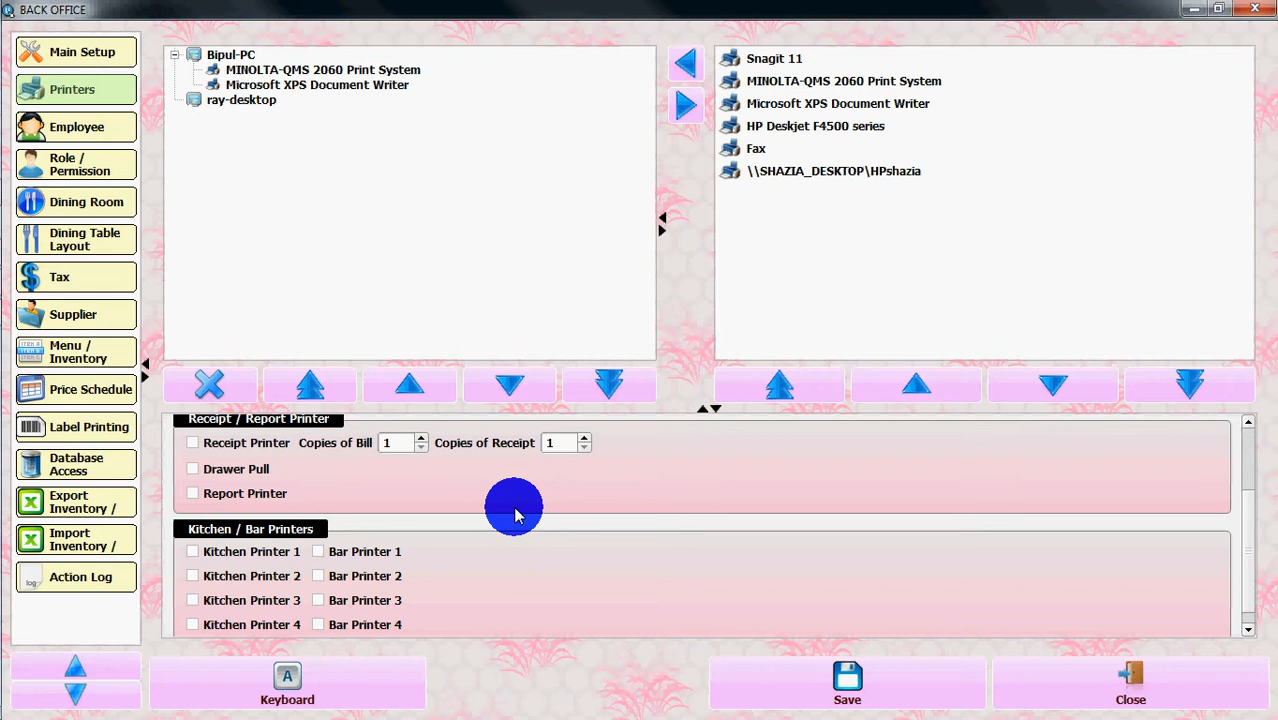 BACK OFFICE
Main Setup
Printers
Employee
Role /
Permission
Dining Room
Dining Table
Layout
Tax
Supplier
Menu /
Inventory
Price Schedule
Label Printing
Database
Access
Export
Inventory /
Import
Inventory /
log
Action Log
Bipul-PC
MINOLTA-QMS 2060 Print System
Microsoft XPS Document Writer
ray-desktop
Snagit 11
MINOLTA-QMS 2060 Print System
Microsoft XPS Document Writer
HP Deskjet F4500 series
Fax
\\SHAZIA_DESKTOP\HPshazia
Receipt / Report Printer
Receipt Printer Copies of Bill 1 Copies of Receipt 1
Drawer Pull
Report Printer
Kitchen / Bar Printers
Kitchen Printer 1 Bar Printer 1
Kitchen Printer 2 Bar Printer 2
Kitchen Printer 3 Bar Printer 3
Kitchen Printer 4 Bar Printer 4
A
Keyboard
Save
Close